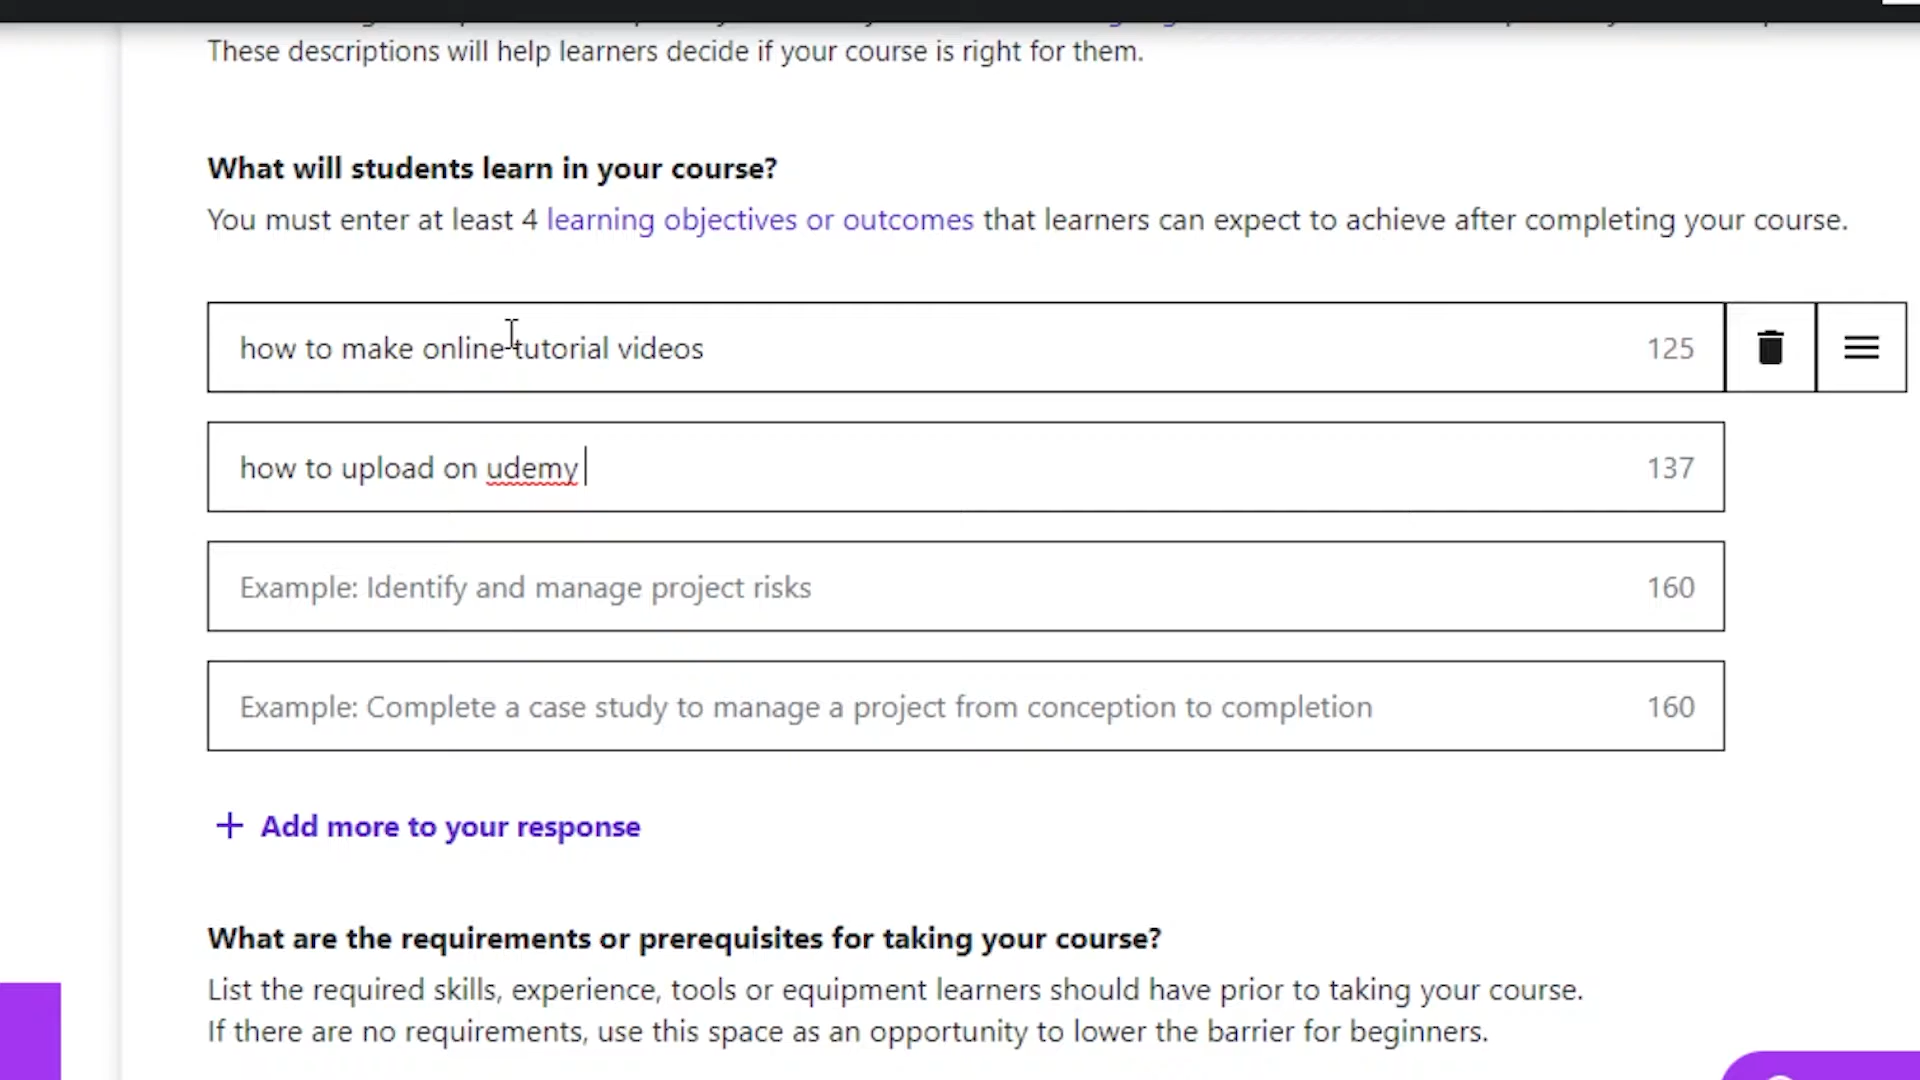 These descriptions will help learners decide if your course is right for them.
What will students learn in your course?
You must enter at least 4 learning objectives or outcomes that learners can expect to achieve after completing your course.
how to make online tutorial videos 125
how to upload on udemy 137
Example: Identify and manage project risks 160
Example: Complete a case study to manage a project from conception to completion 160
+ Add more to your response
What are the requirements or prerequisites for taking your course?
List the required skills, experience, tools or equipment learners should have prior to taking your course.
If there are no requirements, use this space as an opportunity to lower the barrier for beginners.